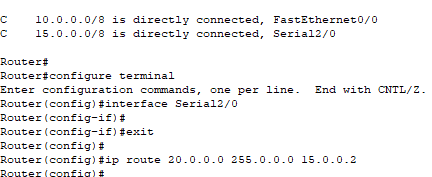 C    10.0.0.0/8 is directly connected, FastEthernet0/0
C    15.0.0.0/8 is directly connected, Serial2/0
Router#
Router#configure terminal
Enter configuration commands, one per line.  End with CNTL/Z.
Router(config)#interface Serial2/0
Router(config-if)#
Router(config-if)#exit
Router(config)#
Router(config)#ip route 20.0.0.0 255.0.0.0 15.0.0.2
Router(config)#